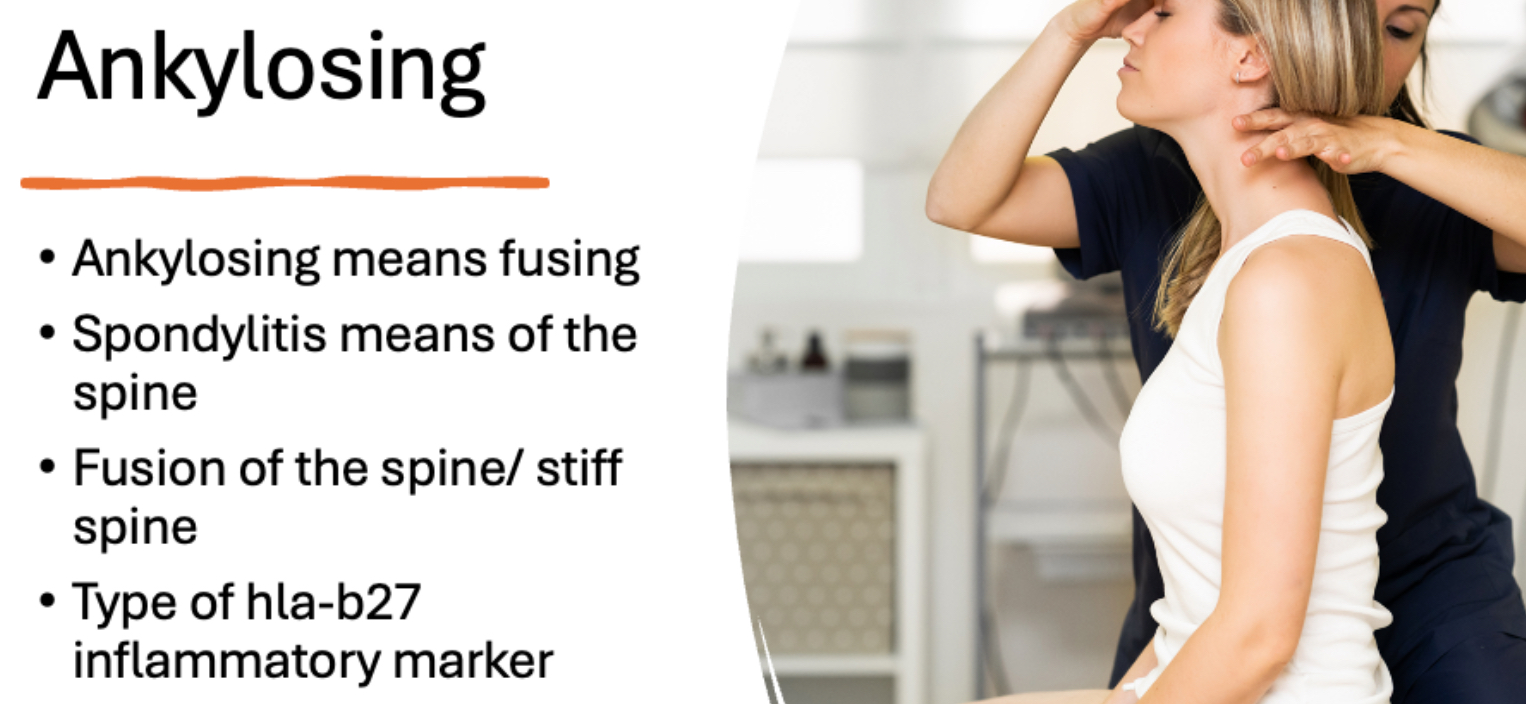 Ankylosing
• Ankylosing means fusing
• Spondylitis means of the
spine
• Fusion of the spine/ stiff
spine
• Type of hla-b27
inflammatory marker